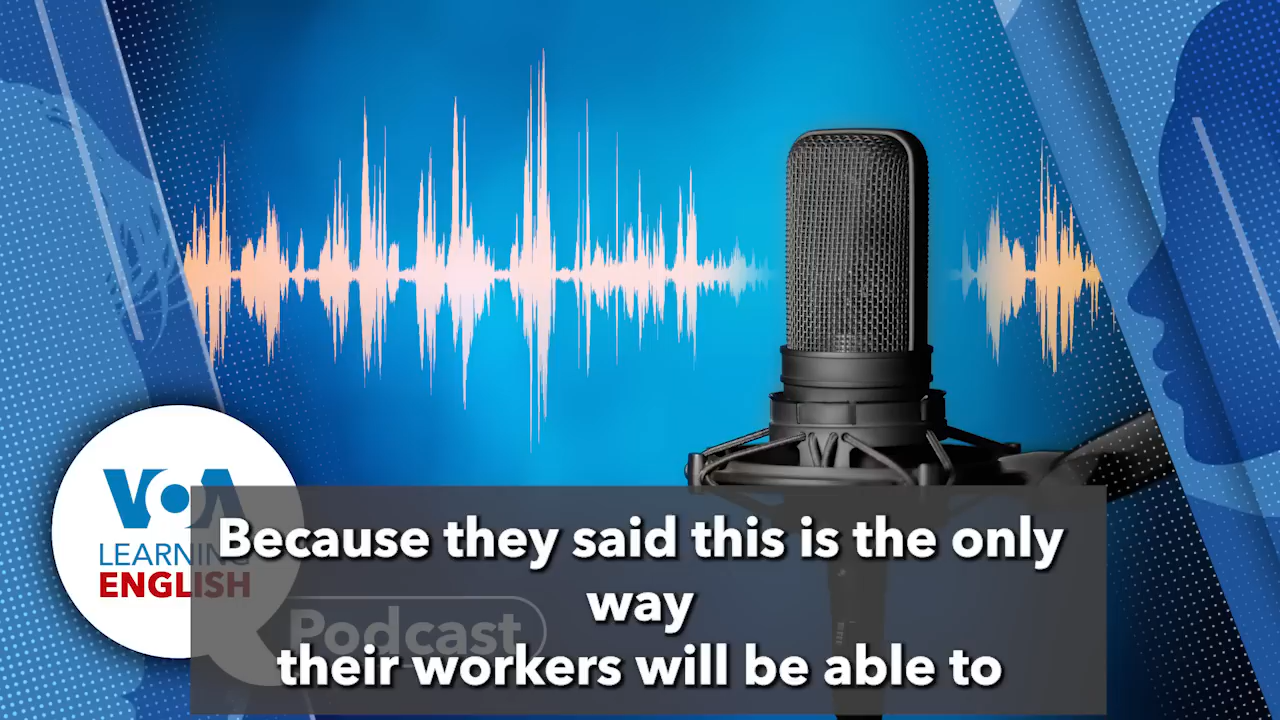 VOA
LEARNING
ENGLISH
Podcast
Because they said this is the only
way
their workers will be able to